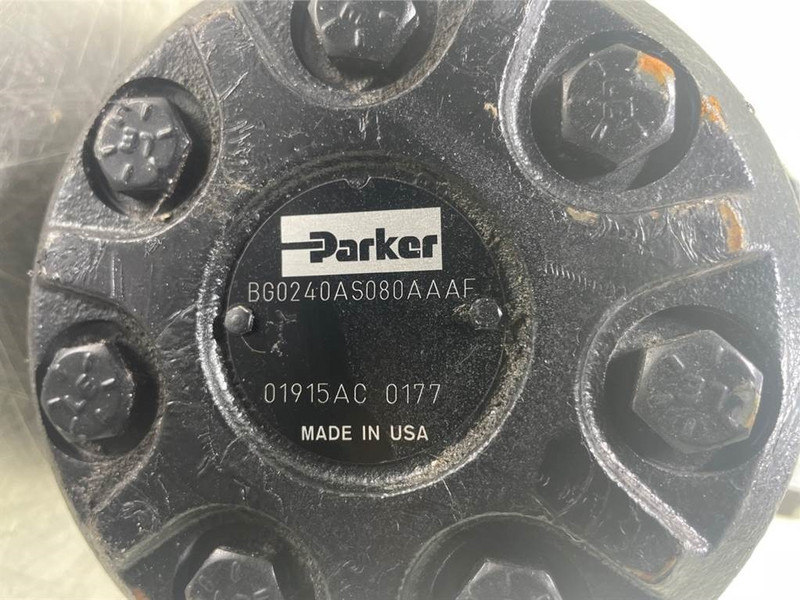 Parker
BG0240AS080AAAF
01915AC 0177
MADE IN USA